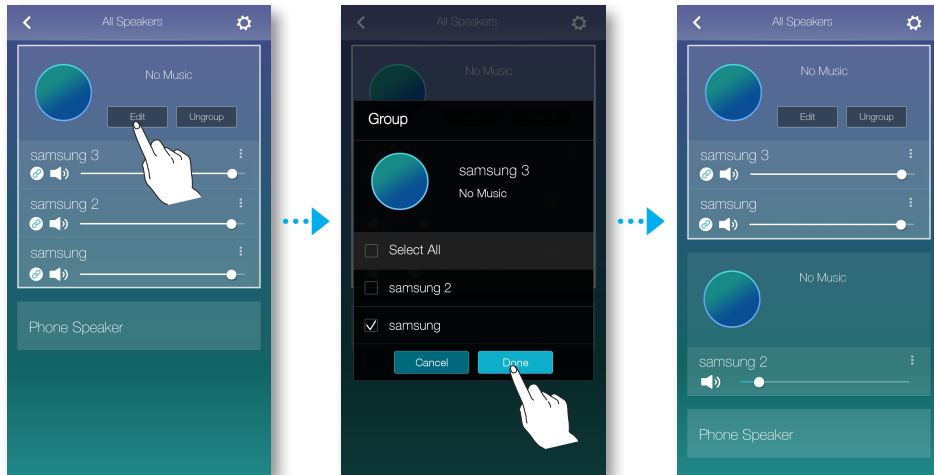 All Speakers
No Music
Edit
Ungroup
samsung 3
samsung 2
samsung
Phone Speaker
All Speakers
No Music
Group
samsung 3
No Music
Select All
samsung 2
samsung
Cancel
Done
All Speakers
No Music
Edit
Ungroup
samsung 3
samsung
No Music
samsung 2
Phone Speaker